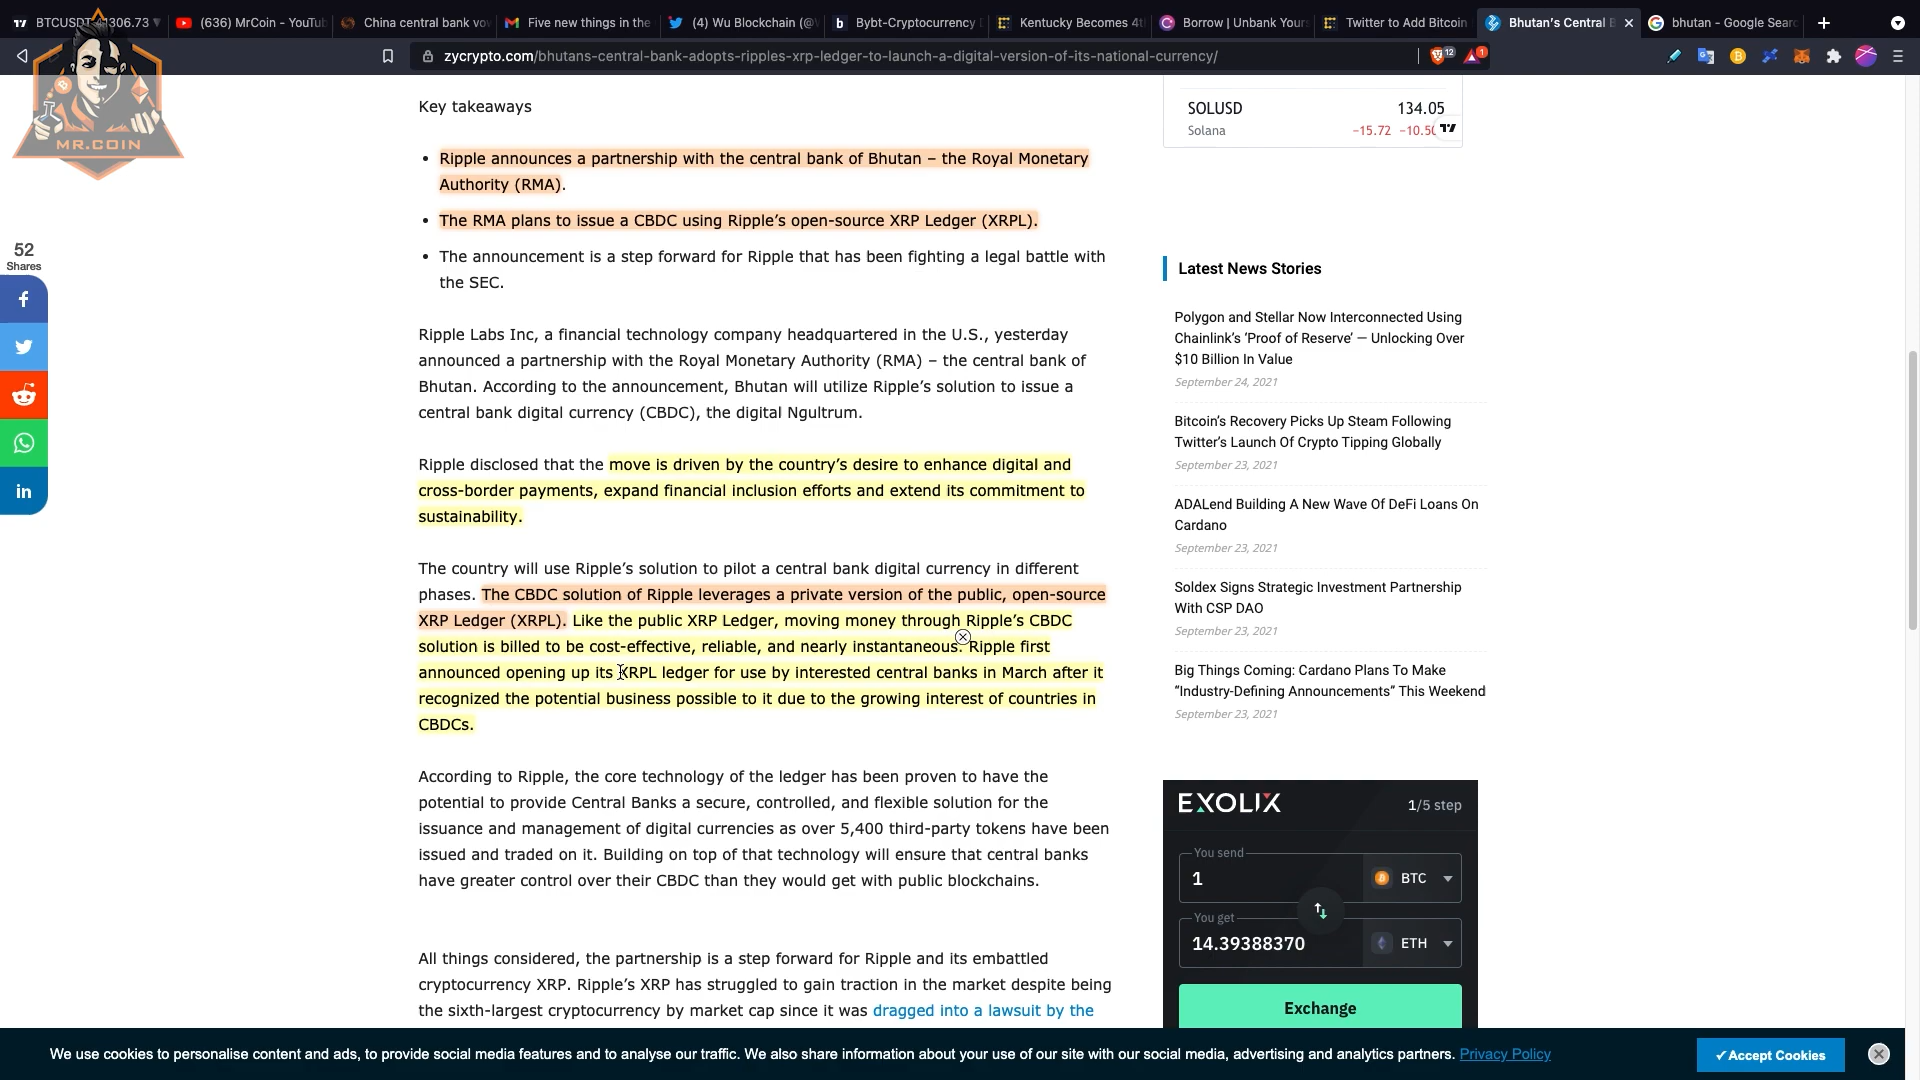 BTCUSDT 41306.73 ▼
(636) MrCoin - YouTub
China central bank vow
Five new things in the
(4) Wu Blockchain (@W
Bybt-Cryptocurrency
Kentucky Becomes 4t
Borrow | Unbank Your
Twitter to Add Bitcoin
Bhutan's Central B
bhutan - Google Searc
zycrypto.com/bhutans-central-bank-adopts-ripples-xrp-ledger-to-launch-a-digital-version-of-its-national-currency/
12
1
MR.COIN
52
Shares
Key takeaways
• Ripple announces a partnership with the central bank of Bhutan – the Royal Monetary
Authority (RMA).
• The RMA plans to issue a CBDC using Ripple's open-source XRP Ledger (XRPL).
• The announcement is a step forward for Ripple that has been fighting a legal battle with
the SEC.
Ripple Labs Inc, a financial technology company headquartered in the U.S., yesterday
announced a partnership with the Royal Monetary Authority (RMA) – the central bank of
Bhutan. According to the announcement, Bhutan will utilize Ripple's solution to issue a
central bank digital currency (CBDC), the digital Ngultrum.
Ripple disclosed that the move is driven by the country's desire to enhance digital and
cross-border payments, expand financial inclusion efforts and extend its commitment to
sustainability.
The country will use Ripple's solution to pilot a central bank digital currency in different
phases. The CBDC solution of Ripple leverages a private version of the public, open-source
XRP Ledger (XRPL). Like the public XRP Ledger, moving money through Ripple's CBDC
solution is billed to be cost-effective, reliable, and nearly instantaneous. Ripple first
announced opening up its XRPL ledger for use by interested central banks in March after it
recognized the potential business possible to it due to the growing interest of countries in
CBDCs.
According to Ripple, the core technology of the ledger has been proven to have the
potential to provide Central Banks a secure, controlled, and flexible solution for the
issuance and management of digital currencies as over 5,400 third-party tokens have been
issued and traded on it. Building on top of that technology will ensure that central banks
have greater control over their CBDC than they would get with public blockchains.
All things considered, the partnership is a step forward for Ripple and its embattled
cryptocurrency XRP. Ripple's XRP has struggled to gain traction in the market despite being
the sixth-largest cryptocurrency by market cap since it was dragged into a lawsuit by the
SOLUSD 134.05
Solana −15.72 −10.50
Latest News Stories
Polygon and Stellar Now Interconnected Using
Chainlink's 'Proof of Reserve' — Unlocking Over
$10 Billion In Value
September 24, 2021
Bitcoin's Recovery Picks Up Steam Following
Twitter's Launch Of Crypto Tipping Globally
September 23, 2021
ADALend Building A New Wave Of DeFi Loans On
Cardano
September 23, 2021
Soldex Signs Strategic Investment Partnership
With CSP DAO
September 23, 2021
Big Things Coming: Cardano Plans To Make
"Industry-Defining Announcements" This Weekend
September 23, 2021
EXOLIX 1/5 step
You send
1 BTC
You get
14.39388370 ETH
Exchange
We use cookies to personalise content and ads, to provide social media features and to analyse our traffic. We also share information about your use of our site with our social media, advertising and analytics partners. Privacy Policy
✓Accept Cookies